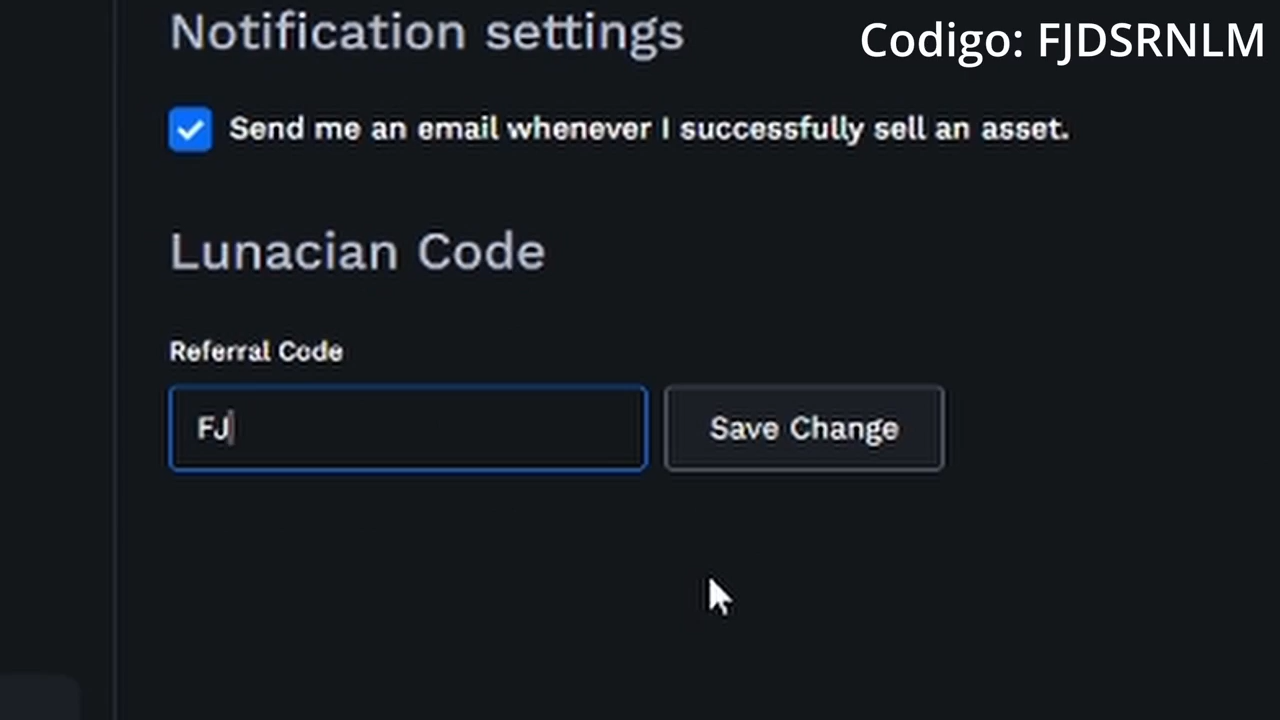 Notification settings
Codigo: FJDSRNLM
Send me an email whenever I successfully sell an asset.
Lunacian Code
Referral Code
FJ
Save Change